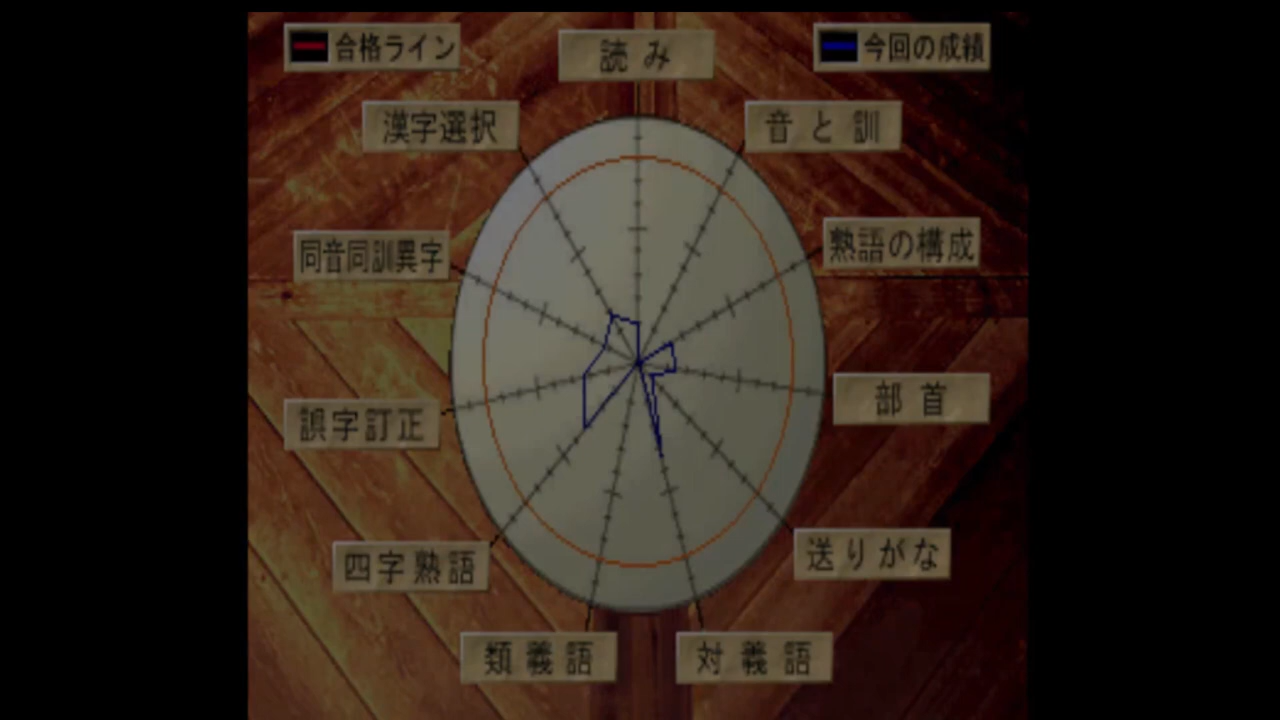 合格ライン
読み
今回の成績
漢字選択
音と訓
同音同訓異字
熟語の構成
誤字訂正
部首
四字熟語
送りがな
類義語
対義語